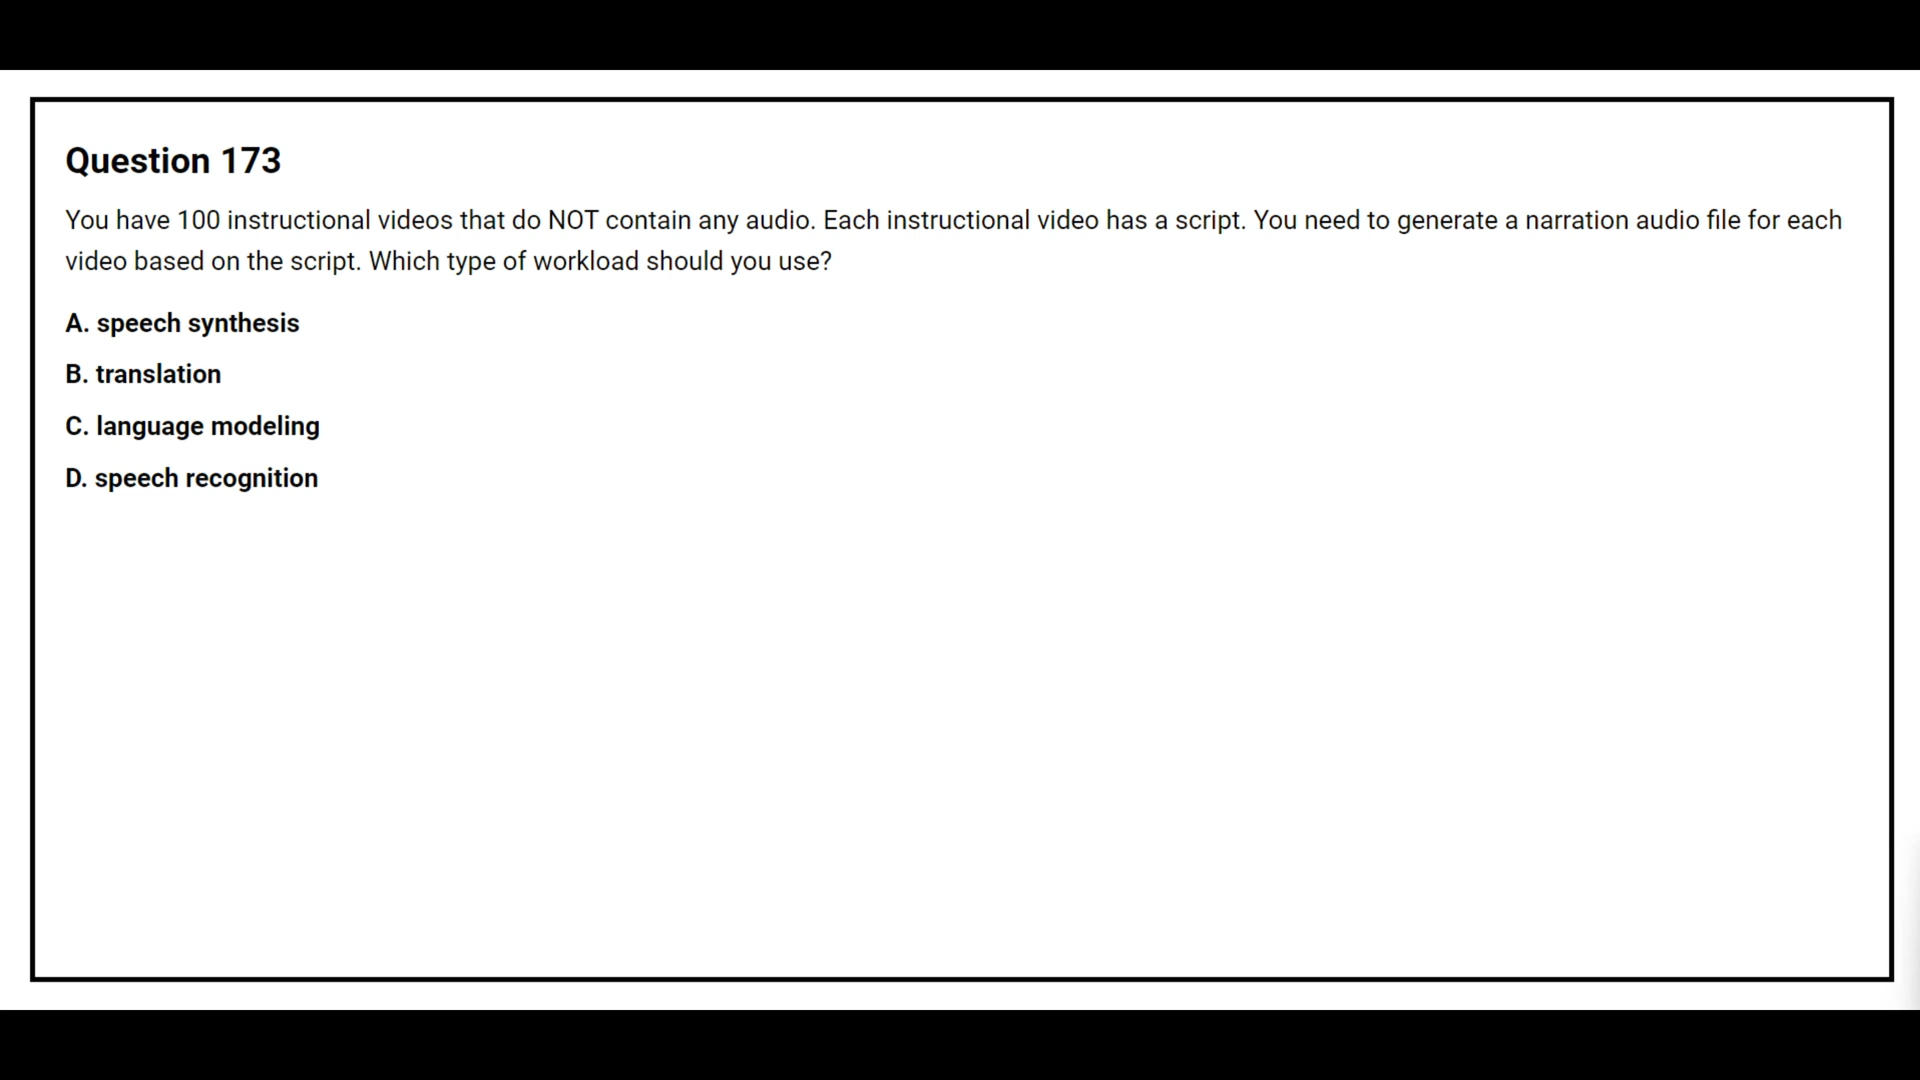 Question 173
You have 100 instructional videos that do NOT contain any audio. Each instructional video has a script. You need to generate a narration audio file for each
video based on the script. Which type of workload should you use?
A. speech synthesis
B. translation
C. language modeling
D. speech recognition